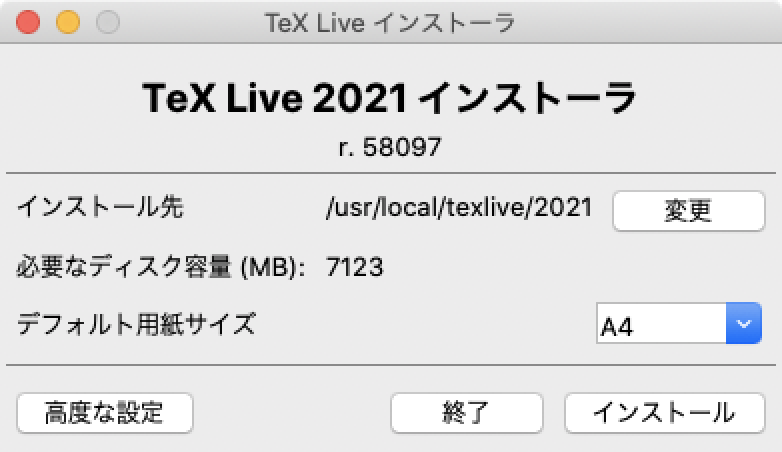 TeX Live インストーラ
TeX Live 2021 インストーラ
r. 58097
インストール先 /usr/local/texlive/2021 変更
必要なディスク容量 (MB): 7123
デフォルト用紙サイズ A4
高度な設定 終了 インストール